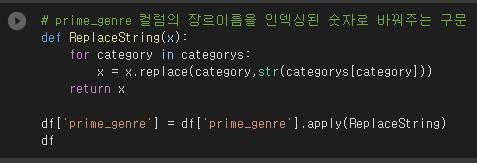 # prime_genre 컬럼의 장르이름을 인덱싱된 숫자로 바꿔주는 구문
def ReplaceString(x):
    for category in categorys:
        x = x.replace(category,str(categorys[category]))
    return x

df['prime_genre'] = df['prime_genre'].apply(ReplaceString)
df